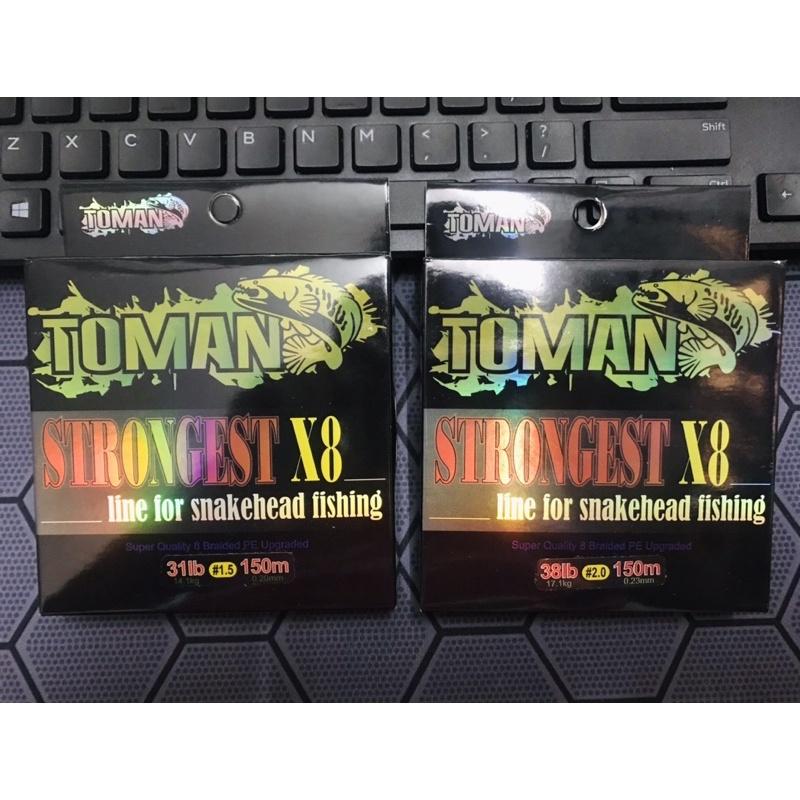 Shift
Z X C V B N M < , > . ? /
Ctrl
TOMAN
TOMAN
STRONGEST X8
line for snakehead fishing
Super Quality 8 Braided PE Upgraded
31lb #1.5 150m
14.1kg 0.20mm
TOMAN
TOMAN
STRONGEST X8
line for snakehead fishing
Super Quality 8 Braided PE Upgraded
38lb #2.0 150m
17.1kg 0.23mm